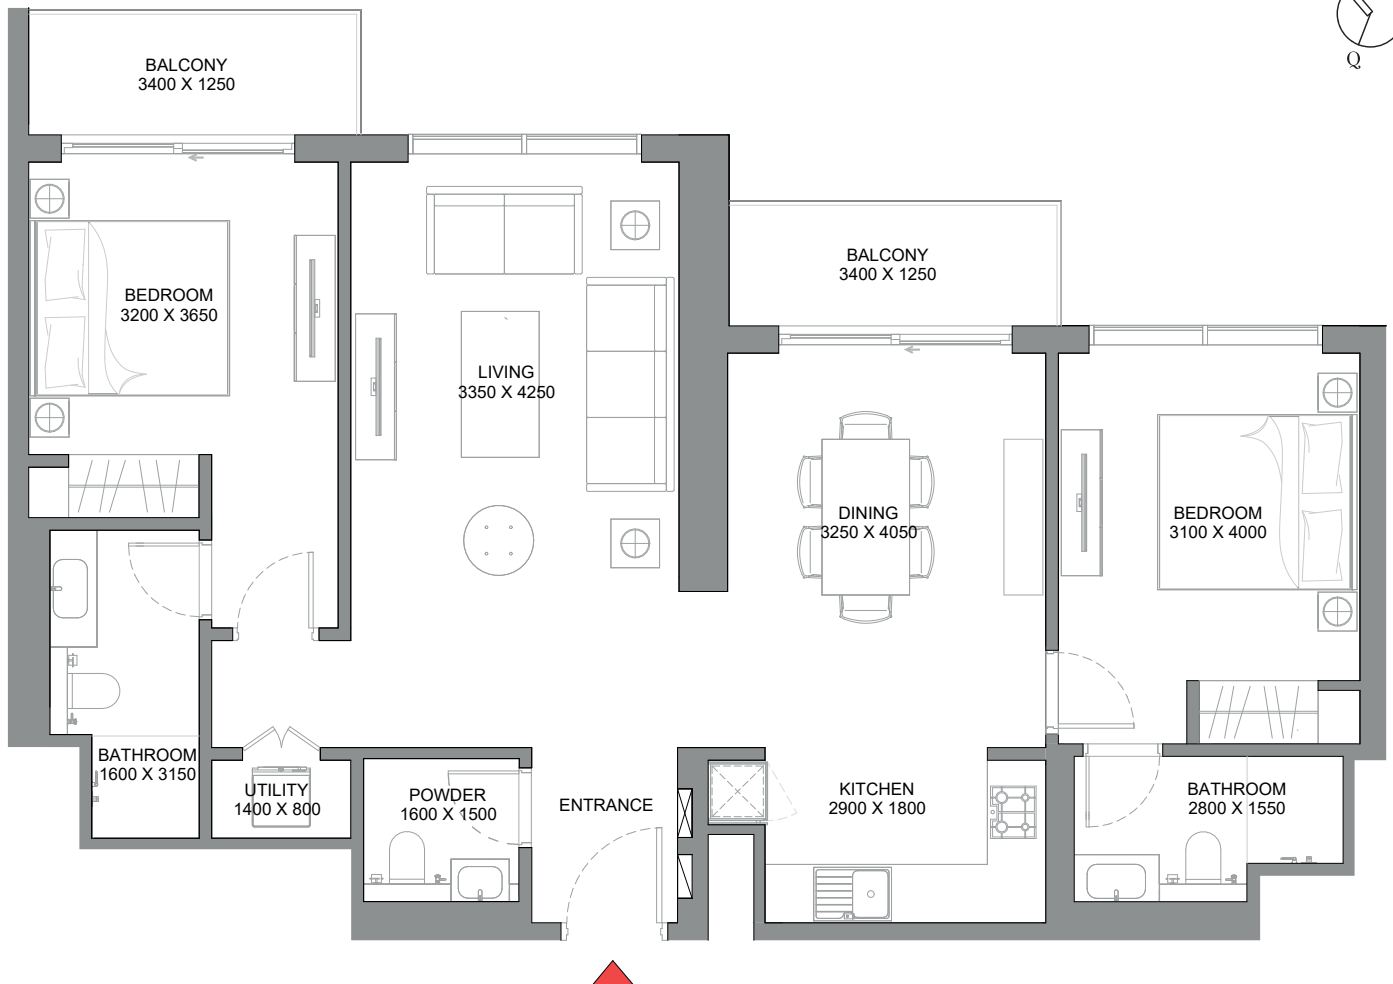 BALCONY
3400 X 1250
Q
BALCONY
3400 X 1250
BEDROOM
3200 X 3650
LIVING
3350 X 4250
DINING
3250 X 4050
BEDROOM
3100 X 4000
BATHROOM
1600 X 3150
UTILITY
1400 X 800
POWDER
1600 X 1500
ENTRANCE
KITCHEN
2900 X 1800
BATHROOM
2800 X 1550